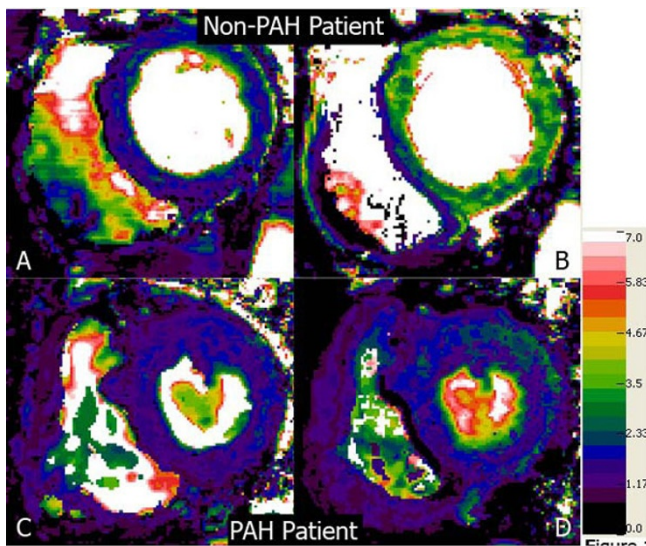 Non-PAH Patient
A
B
7.0
5.83
4.67
3.5
2.33
1.17
0.0
C
D
PAH Patient